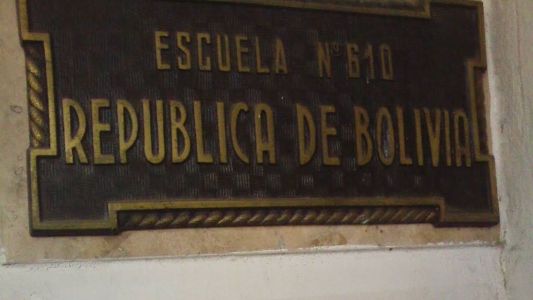 ESCUELA Nº 610
REPUBLICA DE BOLIVIA